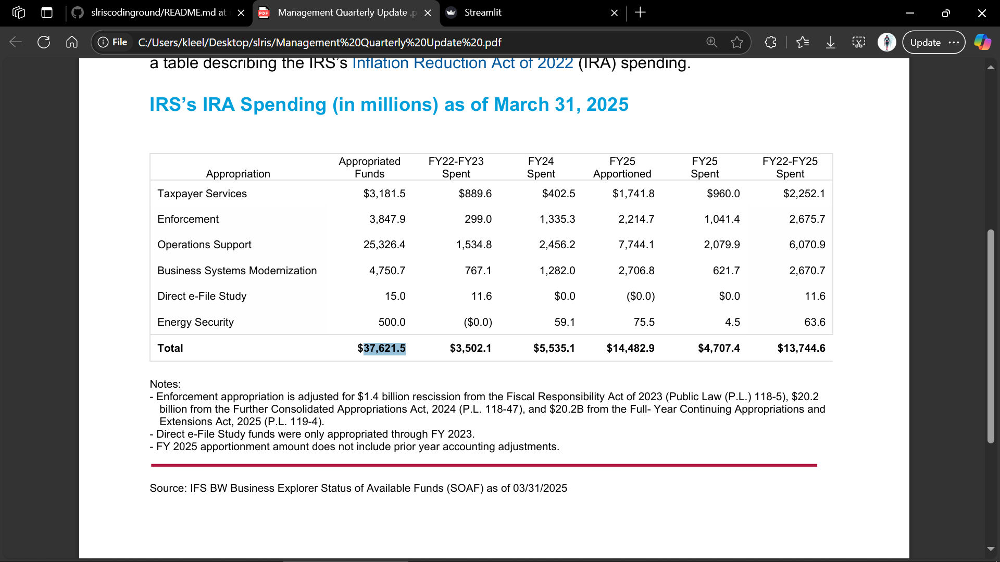 slriscodinground/README.md at
Management Quarterly Update .p
Streamlit
File
C:/Users/kleel/Desktop/slris/Management%20Quarterly%20Update%20.pdf
Update
a table describing the IRS's Inflation Reduction Act of 2022 (IRA) spending.
IRS's IRA Spending (in millions) as of March 31, 2025
Appropriation Appropriated Funds FY22-FY23 Spent FY24 Spent FY25 Apportioned FY25 Spent FY22-FY25 Spent
Taxpayer Services $3,181.5 $889.6 $402.5 $1,741.8 $960.0 $2,252.1
Enforcement 3,847.9 299.0 1,335.3 2,214.7 1,041.4 2,675.7
Operations Support 25,326.4 1,534.8 2,456.2 7,744.1 2,079.9 6,070.9
Business Systems Modernization 4,750.7 767.1 1,282.0 2,706.8 621.7 2,670.7
Direct e-File Study 15.0 11.6 $0.0 ($0.0) $0.0 11.6
Energy Security 500.0 ($0.0) 59.1 75.5 4.5 63.6
Total $37,621.5 $3,502.1 $5,535.1 $14,482.9 $4,707.4 $13,744.6
Notes:
- Enforcement appropriation is adjusted for $1.4 billion rescission from the Fiscal Responsibility Act of 2023 (Public Law (P.L.) 118-5), $20.2
billion from the Further Consolidated Appropriations Act, 2024 (P.L. 118-47), and $20.2B from the Full- Year Continuing Appropriations and
Extensions Act, 2025 (P.L. 119-4).
- Direct e-File Study funds were only appropriated through FY 2023.
- FY 2025 apportionment amount does not include prior year accounting adjustments.
Source: IFS BW Business Explorer Status of Available Funds (SOAF) as of 03/31/2025